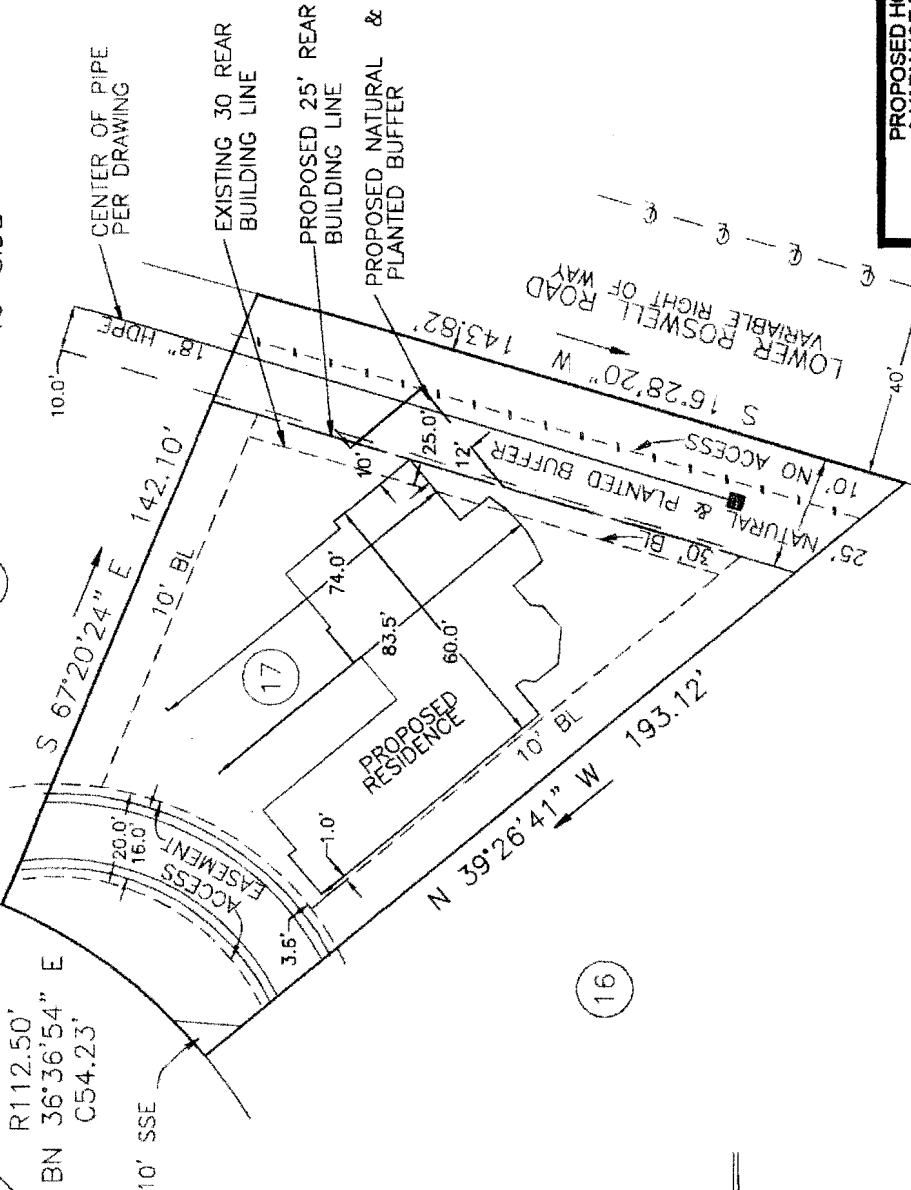 CENTER OF PIPE
PER DRAWING
EXISTING 30 REAR
BUILDING LINE
PROPOSED 25' REAR
BUILDING LINE
PROPOSED NATURAL &
PLANTED BUFFER
10.0'
18" HDPE
S 67°20'24" E 142.10'
10' BL
R112.50'
BN 36°36'54" E
C54.23'
10' SSE
20.0'
16.0'
ACCESS
EASEMENT
3.6'
1.0'
17
74.0'
83.5'
60.0'
10'
25.0'
12'
PROPOSED
RESIDENCE
10' BL
N 39°26'41" W 193.12'
30' BL
NATURAL & PLANTED BUFFER
NO ACCESS
10'
25'
S 16°28'20" W 143.82'
LOWER ROSWELL ROAD
VARIABLE RIGHT OF WAY
40'
16
PROPOSED HO